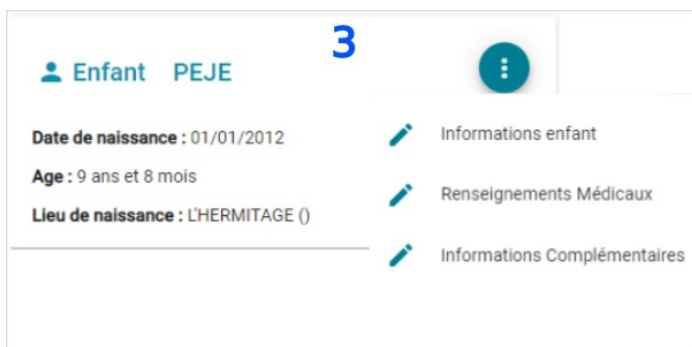 3
Enfant PEJE
Date de naissance : 01/01/2012
Age : 9 ans et 8 mois
Lieu de naissance : L'HERMITAGE ()
Informations enfant
Renseignements Médicaux
Informations Complémentaires